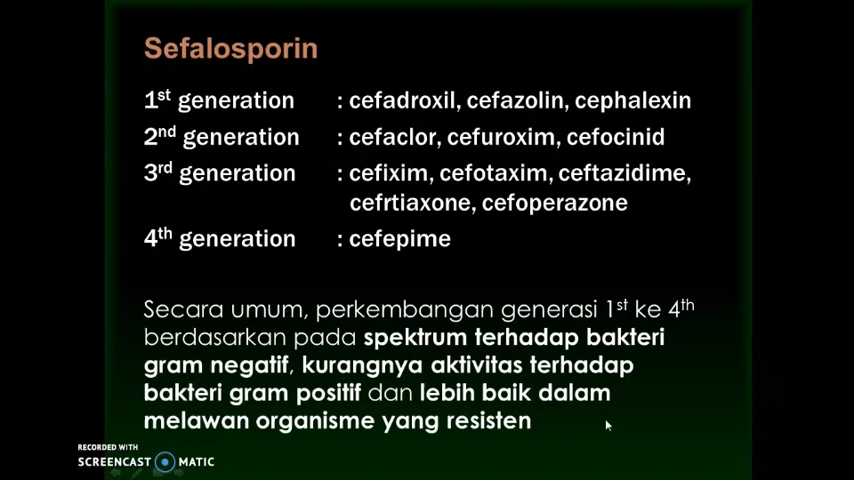 Sefalosporin
1st generation : cefadroxil, cefazolin, cephalexin
2nd generation : cefaclor, cefuroxim, cefocinid
3rd generation : cefixim, cefotaxim, ceftazidime,
cefrtiaxone, cefoperazone
4th generation : cefepime
Secara umum, perkembangan generasi 1st ke 4th
berdasarkan pada spektrum terhadap bakteri
gram negatif, kurangnya aktivitas terhadap
bakteri gram positif dan lebih baik dalam
melawan organisme yang resisten
RECORDED WITH
SCREENCAST MATIC